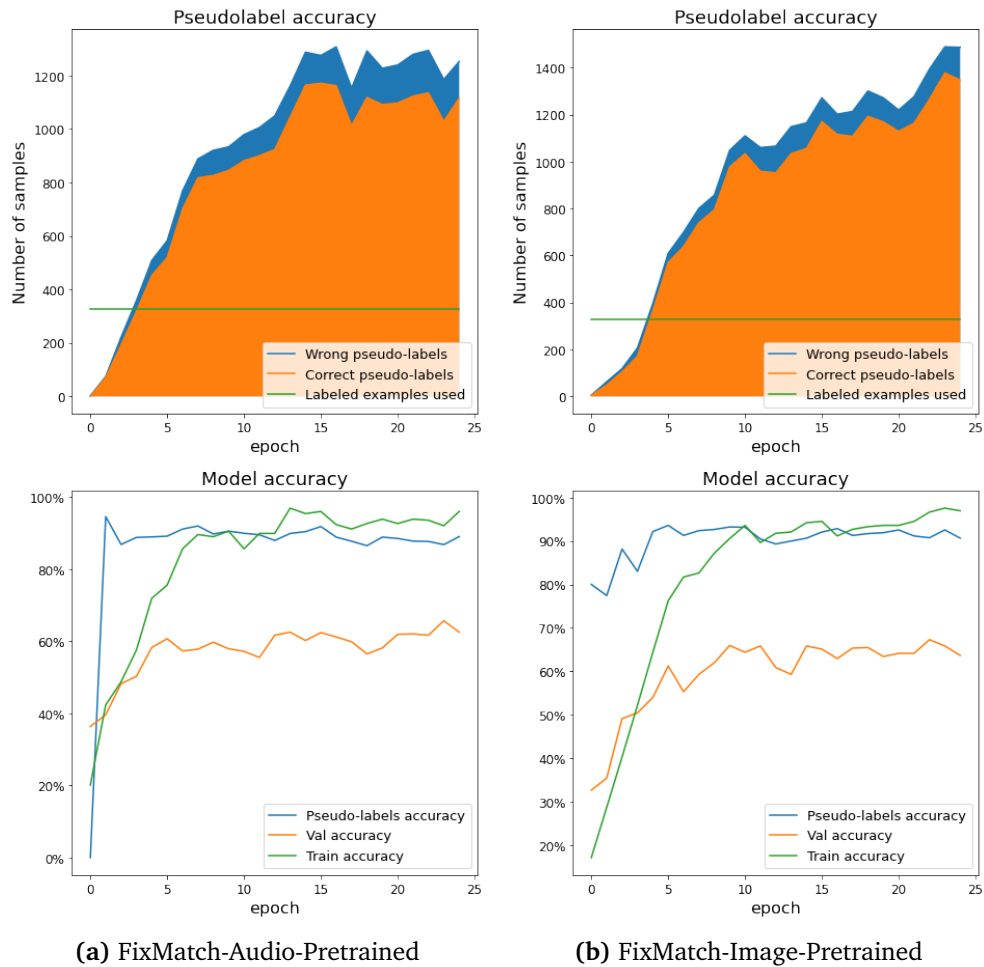 Pseudolabel accuracy
Number of samples
1200
1000
800
600
400
200
0
Wrong pseudo-labels
Correct pseudo-labels
Labeled examples used
0 5 10 15 20 25
epoch
Pseudolabel accuracy
Number of samples
1400
1200
1000
800
600
400
200
0
Wrong pseudo-labels
Correct pseudo-labels
Labeled examples used
0 5 10 15 20 25
epoch
Model accuracy
100%
80%
60%
40%
20%
0%
Pseudo-labels accuracy
Val accuracy
Train accuracy
0 5 10 15 20 25
epoch
Model accuracy
100%
90%
80%
70%
60%
50%
40%
30%
20%
Pseudo-labels accuracy
Val accuracy
Train accuracy
0 5 10 15 20 25
epoch
(a) FixMatch-Audio-Pretrained
(b) FixMatch-Image-Pretrained